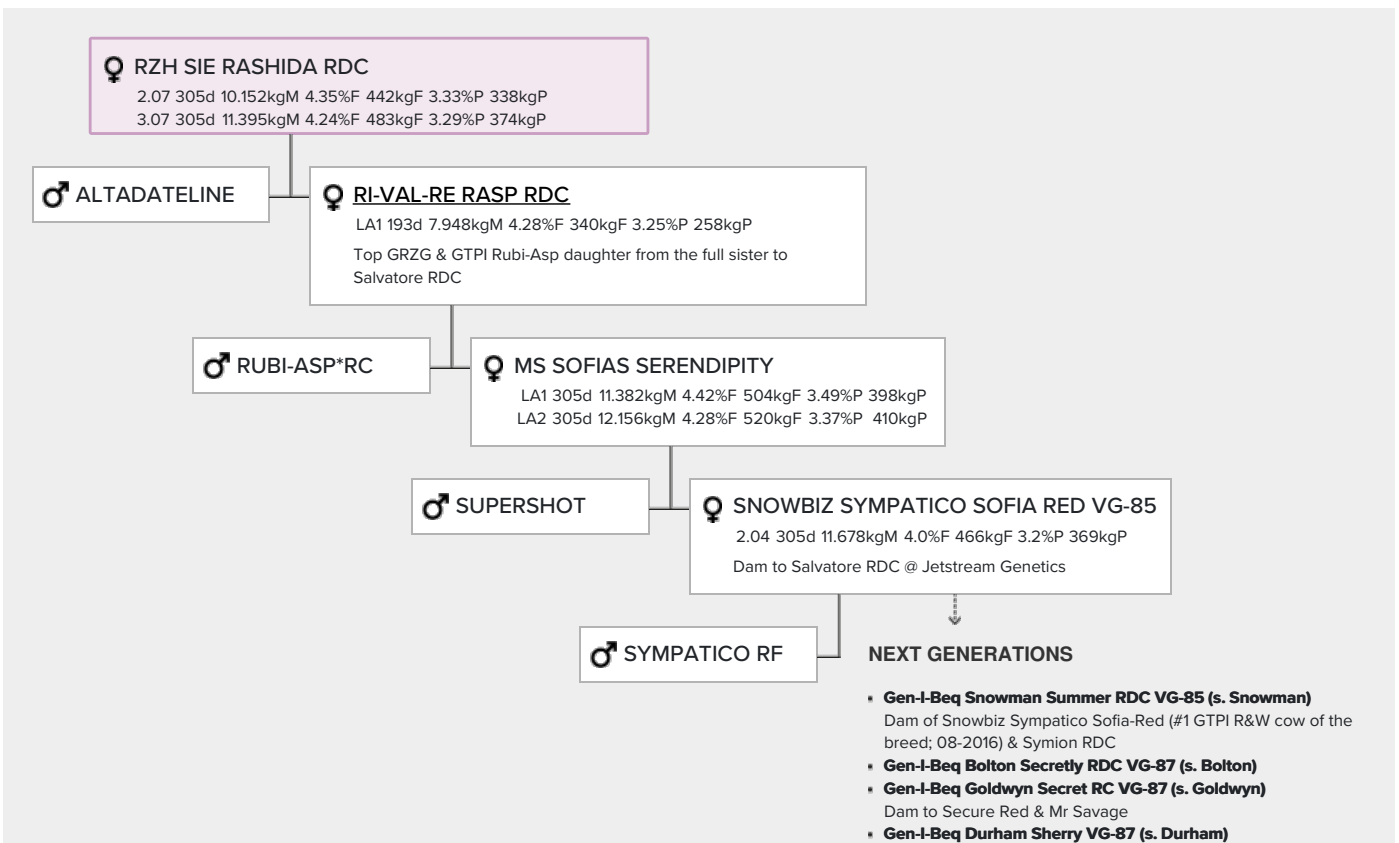 RZH SIE RASHIDA RDC
2.07 305d 10.152kgM 4.35%F 442kgF 3.33%P 338kgP
3.07 305d 11.395kgM 4.24%F 483kgF 3.29%P 374kgP
ALTADATELINE
RI-VAL-RE RASP RDC
LA1 193d 7.948kgM 4.28%F 340kgF 3.25%P 258kgP
Top GRZG & GTPI Rubi-Asp daughter from the full sister to
Salvatore RDC
RUBI-ASP*RC
MS SOFIAS SERENDIPITY
LA1 305d 11.382kgM 4.42%F 504kgF 3.49%P 398kgP
LA2 305d 12.156kgM 4.28%F 520kgF 3.37%P 410kgP
SUPERSHOT
SNOWBIZ SYMPATICO SOFIA RED VG-85
2.04 305d 11.678kgM 4.0%F 466kgF 3.2%P 369kgP
Dam to Salvatore RDC @ Jetstream Genetics
SYMPATICO RF
NEXT GENERATIONS
▪ Gen-I-Beq Snowman Summer RDC VG-85 (s. Snowman)
Dam of Snowbiz Sympatico Sofia-Red (#1 GTPI R&W cow of the
breed; 08-2016) & Symion RDC
▪ Gen-I-Beq Bolton Secretly RDC VG-87 (s. Bolton)
▪ Gen-I-Beq Goldwyn Secret RC VG-87 (s. Goldwyn)
Dam to Secure Red & Mr Savage
▪ Gen-I-Beq Durham Sherry VG-87 (s. Durham)